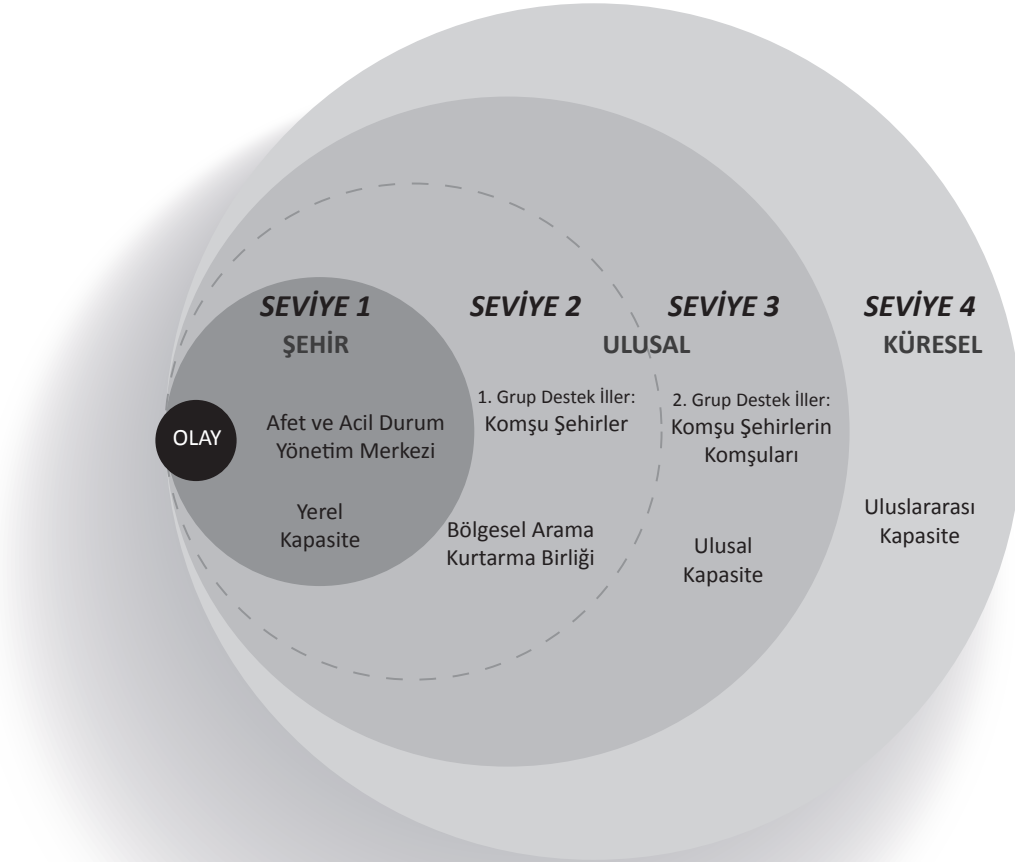 SEVİYE 1
ŞEHİR
OLAY
Afet ve Acil Durum
Yönetim Merkezi
Yerel
Kapasite
SEVİYE 2
SEVİYE 3
ULUSAL
1. Grup Destek İller:
Komşu Şehirler
Bölgesel Arama
Kurtarma Birliği
2. Grup Destek İller:
Komşu Şehirlerin
Komşuları
Ulusal
Kapasite
SEVİYE 4
KÜRESEL
Uluslararası
Kapasite